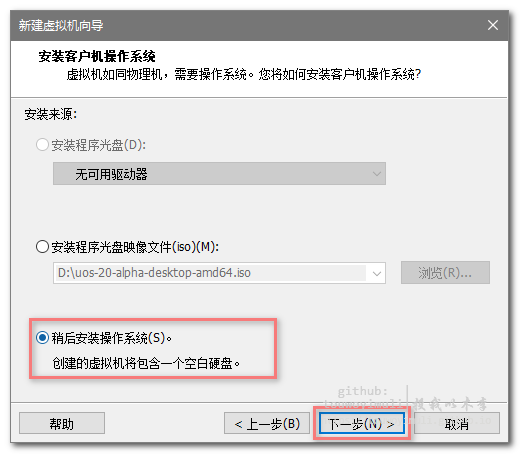 新建虚拟机向导
安装客户机操作系统
虚拟机如同物理机，需要操作系统。您将如何安装客户机操作系统?
安装来源:
安装程序光盘(D):
无可用驱动器
安装程序光盘映像文件(iso)(M):
D:\uos-20-alpha-desktop-amd64.iso
浏览(R)...
稍后安装操作系统(S)。
创建的虚拟机将包含一个空白硬盘。
github:
帮助
< 上一步(B)
下一步(N) >
取消